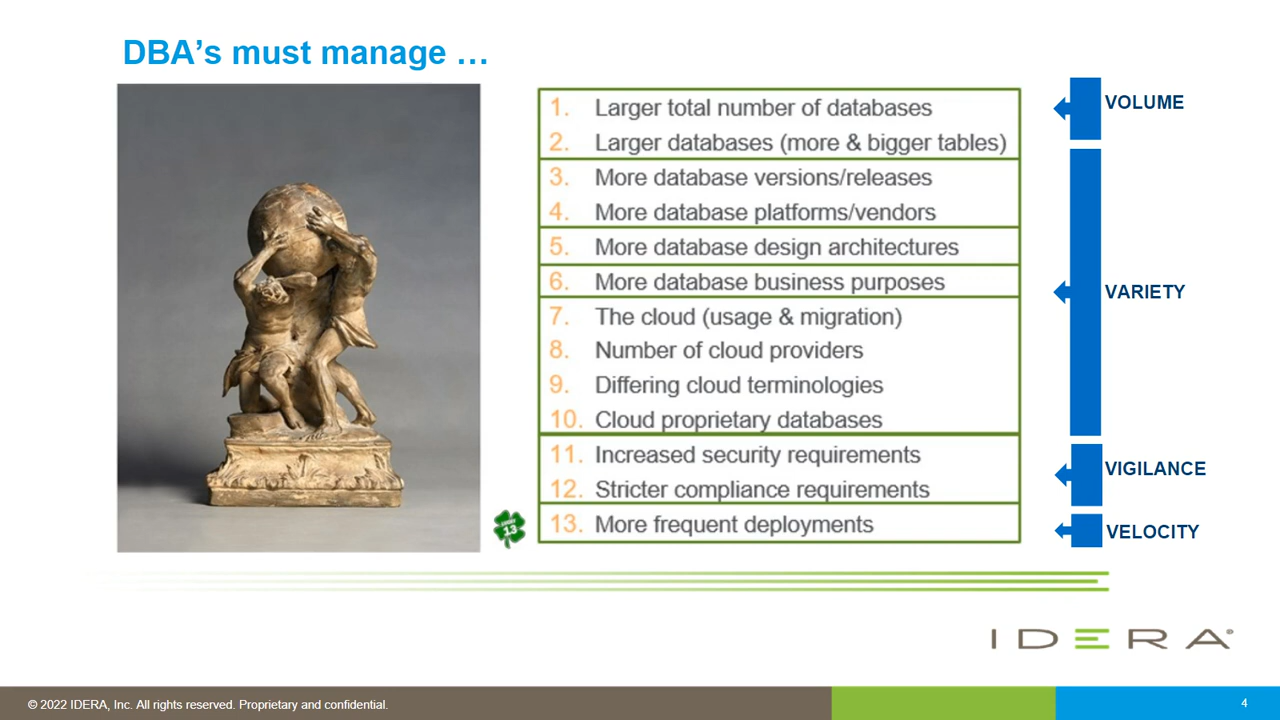 DBA’s must manage …
1. Larger total number of databases
2. Larger databases (more & bigger tables)
3. More database versions/releases
4. More database platforms/vendors
5. More database design architectures
6. More database business purposes
7. The cloud (usage & migration)
8. Number of cloud providers
9. Differing cloud terminologies
10. Cloud proprietary databases
11. Increased security requirements
12. Stricter compliance requirements
13. More frequent deployments
VOLUME
VARIETY
VIGILANCE
VELOCITY
13
IDERA®
© 2022 IDERA, Inc. All rights reserved. Proprietary and confidential.
4